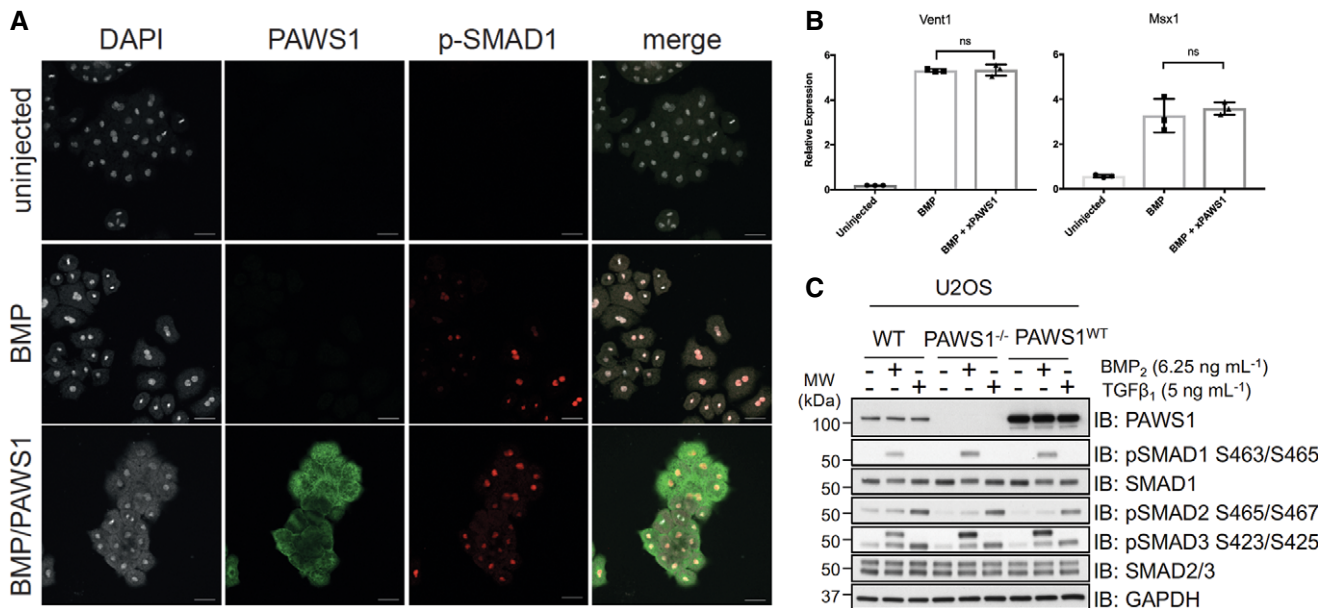 A
DAPI PAWS1 p-SMAD1 merge
uninjected
BMP
BMP/PAWS1
B
Vent1
ns
Relative Expression
6
4
2
0
Uninjected
BMP
BMP + xPAWS1
Msx1
ns
6
4
2
0
Uninjected
BMP
BMP + xPAWS1
C
U2OS
WT PAWS1-/- PAWS1WT
- + - - + - - + - BMP2 (6.25 ng mL-1)
- - + - - + - - + TGFβ1 (5 ng mL-1)
MW
(kDa)
100 IB: PAWS1
50 IB: pSMAD1 S463/S465
50 IB: SMAD1
50 IB: pSMAD2 S465/S467
50 IB: pSMAD3 S423/S425
50 IB: SMAD2/3
37 IB: GAPDH